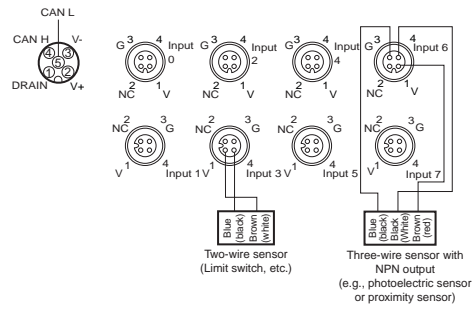 CAN L
CAN H V-
4 3
5
1 2
DRAIN V+
G 3 4 Input 0
2 1
NC V
G 3 4 Input 2
2 1
NC V
G 3 4 Input 4
2 1
NC V
G 3 4 Input 6
2 1
NC V
NC 2 3 G
V 1 4 Input 1
NC 2 3 G
V 1 4 Input 3
NC 2 3 G
V 1 4 Input 5
NC 2 3 G
V 1 4 Input 7
Blue
(black)
Brown
(white)
Two-wire sensor
(Limit switch, etc.)
Blue
(black)
Black
(White)
Brown
(red)
Three-wire sensor with
NPN output
(e.g., photoelectric sensor
or proximity sensor)